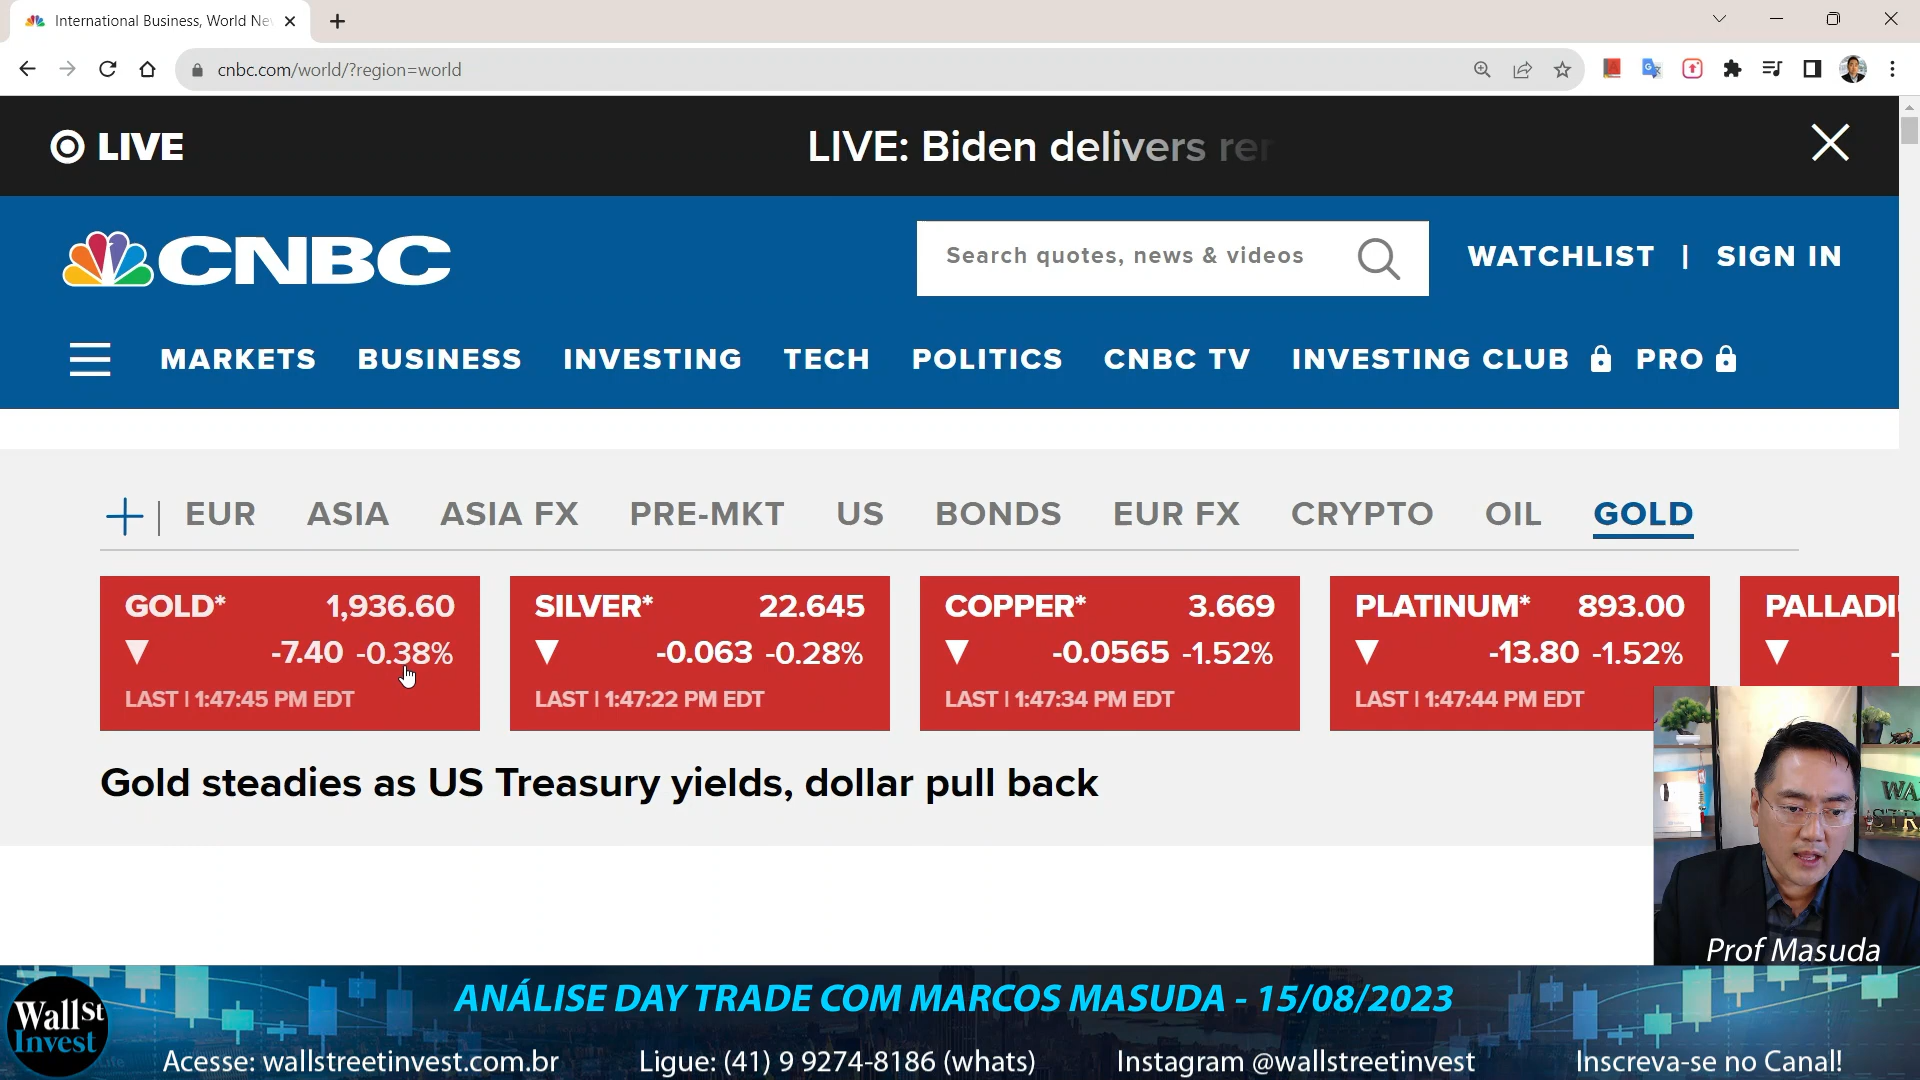 International Business, World Ne
cnbc.com/world/?region=world
LIVE
LIVE: Biden delivers rer
CNBC
Search quotes, news & videos
WATCHLIST | SIGN IN
MARKETS BUSINESS INVESTING TECH POLITICS CNBC TV INVESTING CLUB PRO
EUR ASIA ASIA FX PRE-MKT US BONDS EUR FX CRYPTO OIL GOLD
GOLD* 1,936.60
-7.40 -0.38%
LAST | 1:47:45 PM EDT
SILVER* 22.645
-0.063 -0.28%
LAST | 1:47:22 PM EDT
COPPER* 3.669
-0.0565 -1.52%
LAST | 1:47:34 PM EDT
PLATINUM* 893.00
-13.80 -1.52%
LAST | 1:47:44 PM EDT
PALLADI
Gold steadies as US Treasury yields, dollar pull back
WA
STR
Prof Masuda
Wall St
Invest
ANÁLISE DAY TRADE COM MARCOS MASUDA - 15/08/2023
Acesse: wallstreetinvest.com.br Ligue: (41) 9 9274-8186 (whats) Instagram @wallstreetinvest Inscreva-se no Canal!